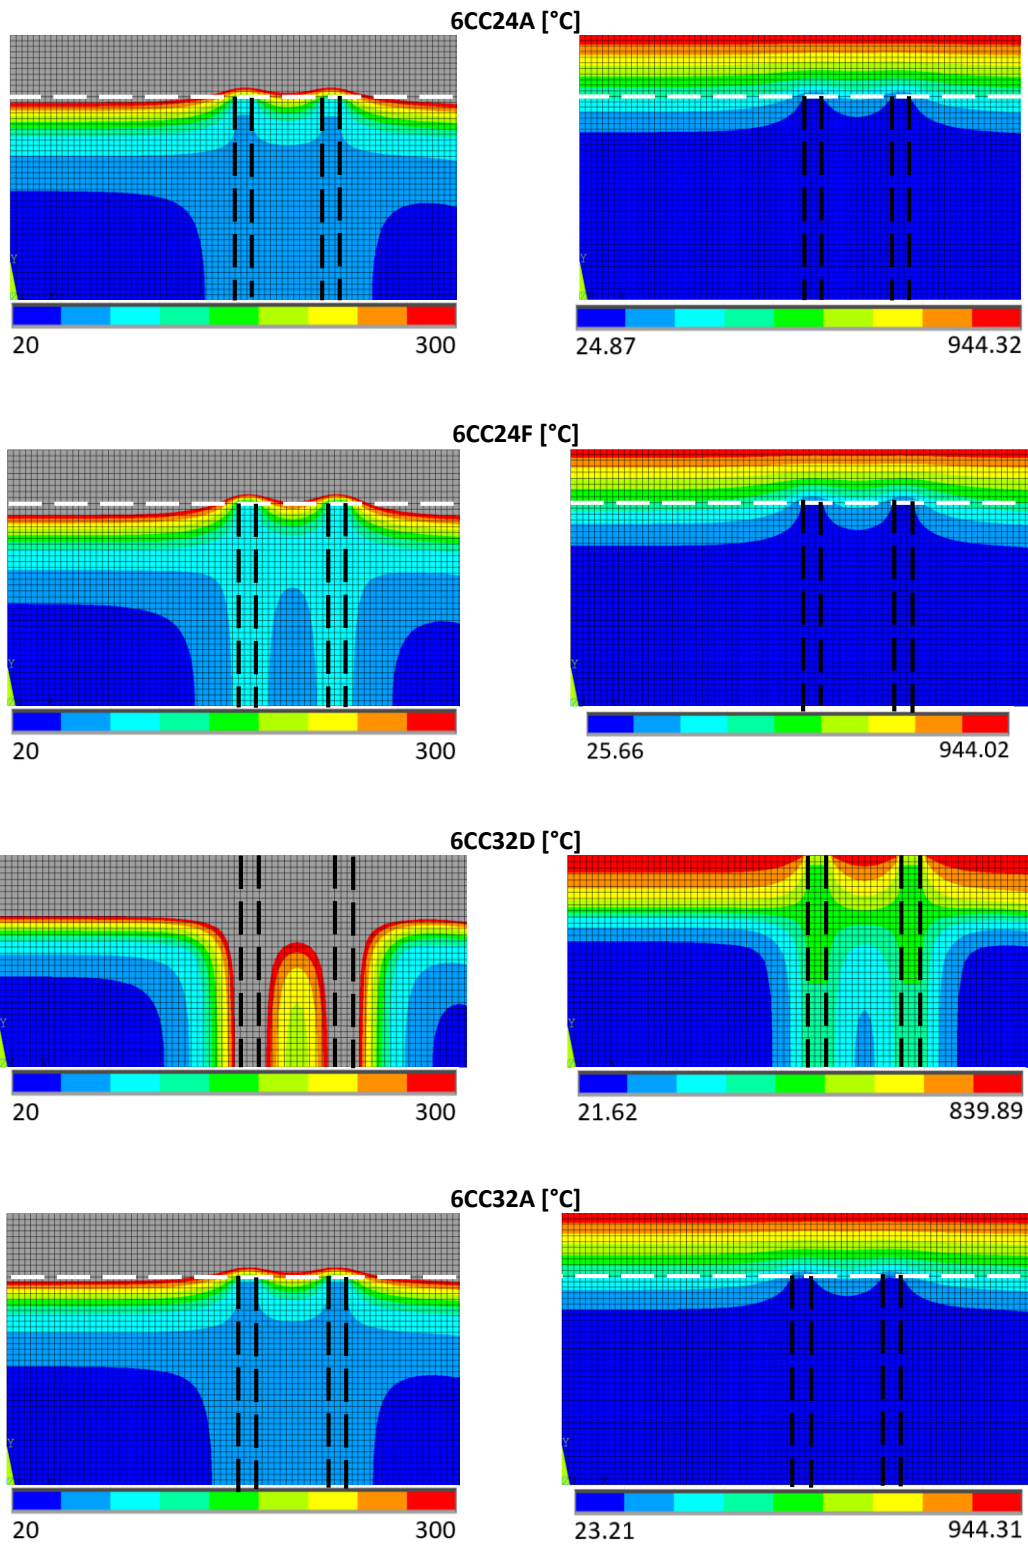 6CC24A [°C]
Y
Y
20 300
24.87 944.32
6CC24F [°C]
Y
Y
20 300
25.66 944.02
6CC32D [°C]
Y
Y
20 300
21.62 839.89
6CC32A [°C]
Y
Y
20 300
23.21 944.31